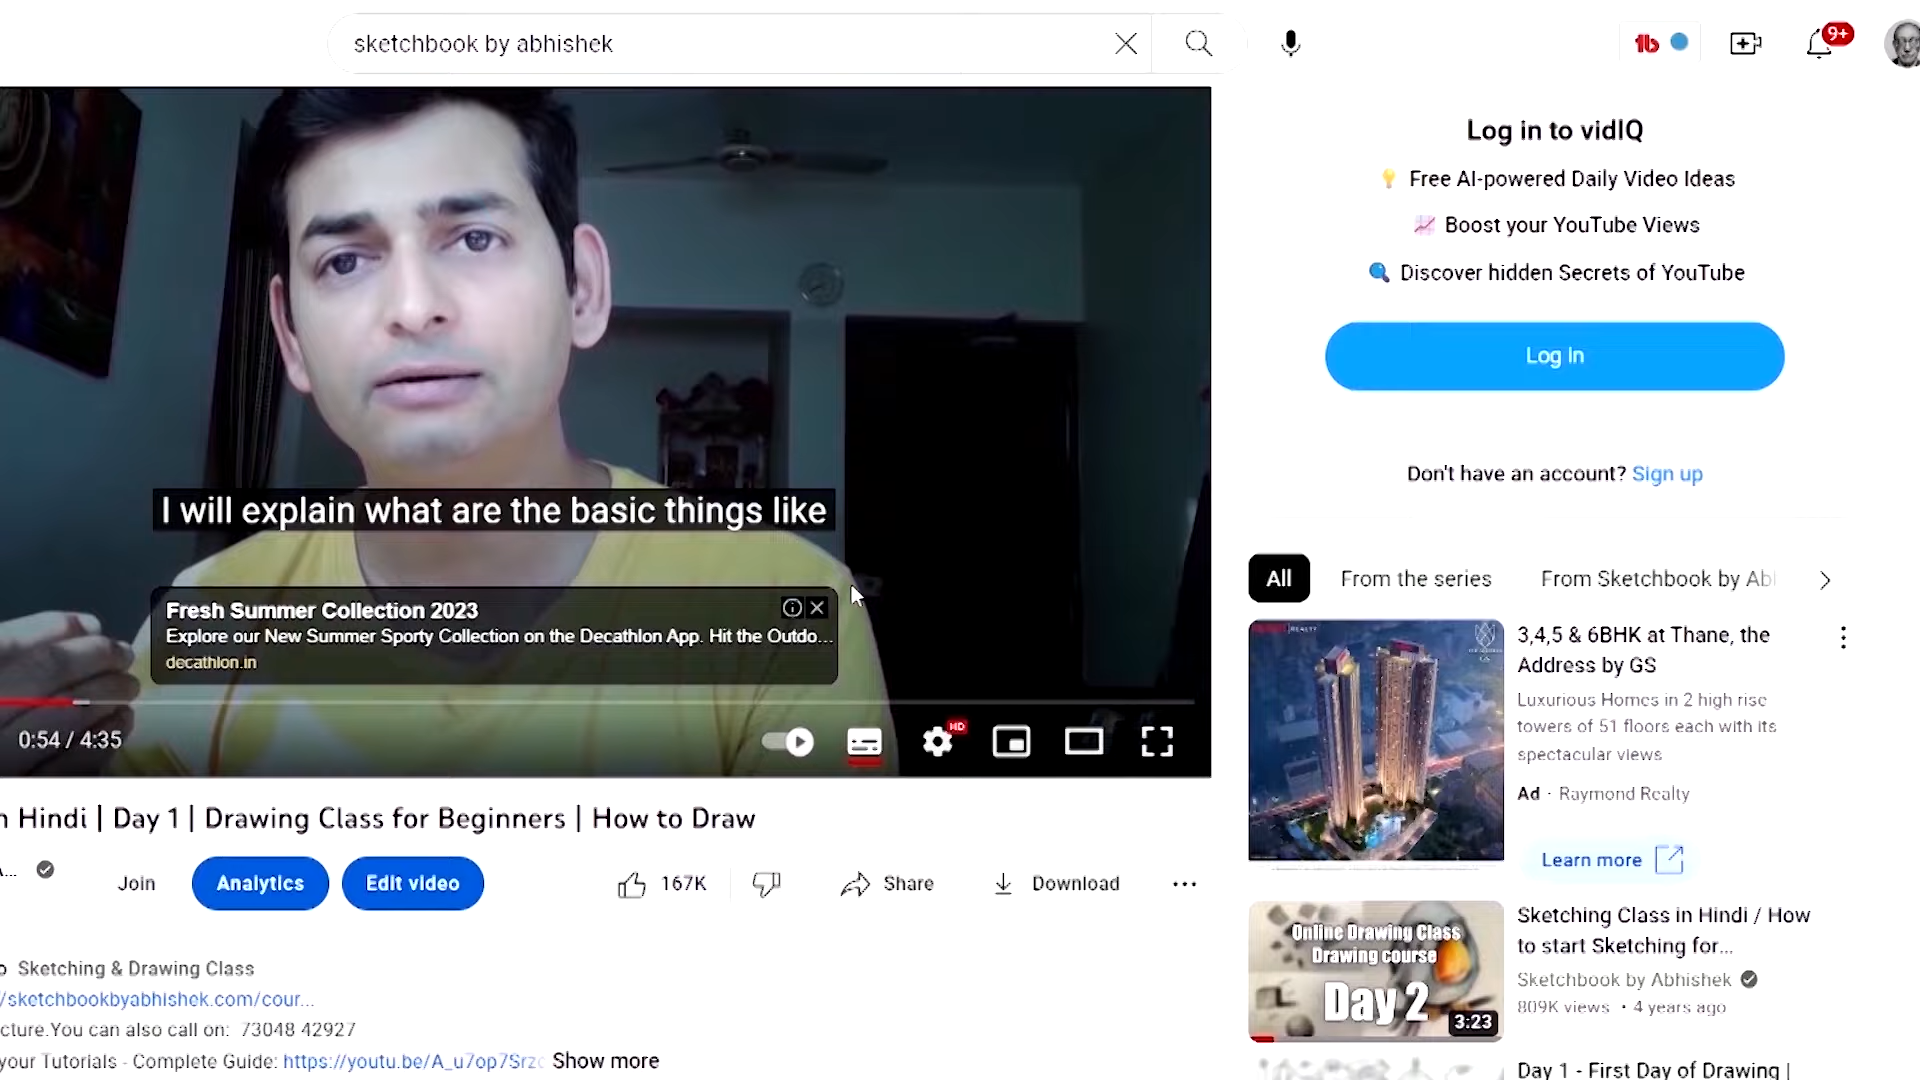 sketchbook by abhishek
9+
Log in to vidIQ
Free AI-powered Daily Video Ideas
Boost your YouTube Views
Discover hidden Secrets of YouTube
Log In
Don't have an account? Sign up
I will explain what are the basic things like
Fresh Summer Collection 2023
Explore our New Summer Sporty Collection on the Decathlon App. Hit the Outdo...
decathlon.in
0:54 / 4:35
HD
Hindi | Day 1 | Drawing Class for Beginners | How to Draw
Join
Analytics
Edit video
167K
Share
Download
Sketching & Drawing Class
/sketchbookbyabhishek.com/cour...
cture.You can also call on: 73048 42927
your Tutorials - Complete Guide: https://youtu.be/A_u7op7Srz
Show more
All
From the series
From Sketchbook by Abl
3,4,5 & 6BHK at Thane, the
Address by GS
Luxurious Homes in 2 high rise
towers of 51 floors each with its
spectacular views
Ad · Raymond Realty
Learn more
Online Drawing Class
Drawing course
Day 2
3:23
Sketching Class in Hindi / How
to start Sketching for...
Sketchbook by Abhishek
809K views · 4 years ago
Day 1 - First Day of Drawing |